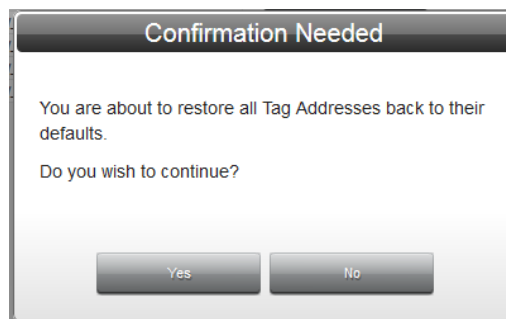 Confirmation Needed
You are about to restore all Tag Addresses back to their
defaults.
Do you wish to continue?
Yes
No